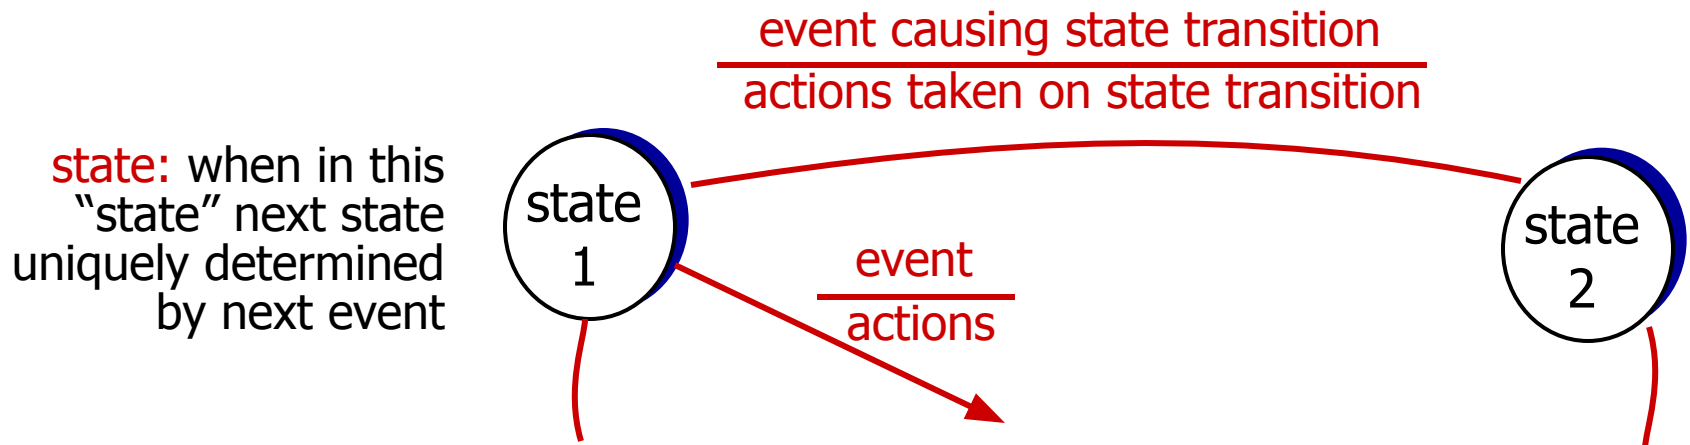 event causing state transition
actions taken on state transition
state: when in this
“state” next state
uniquely determined
by next event
state
1
event
actions
state
2